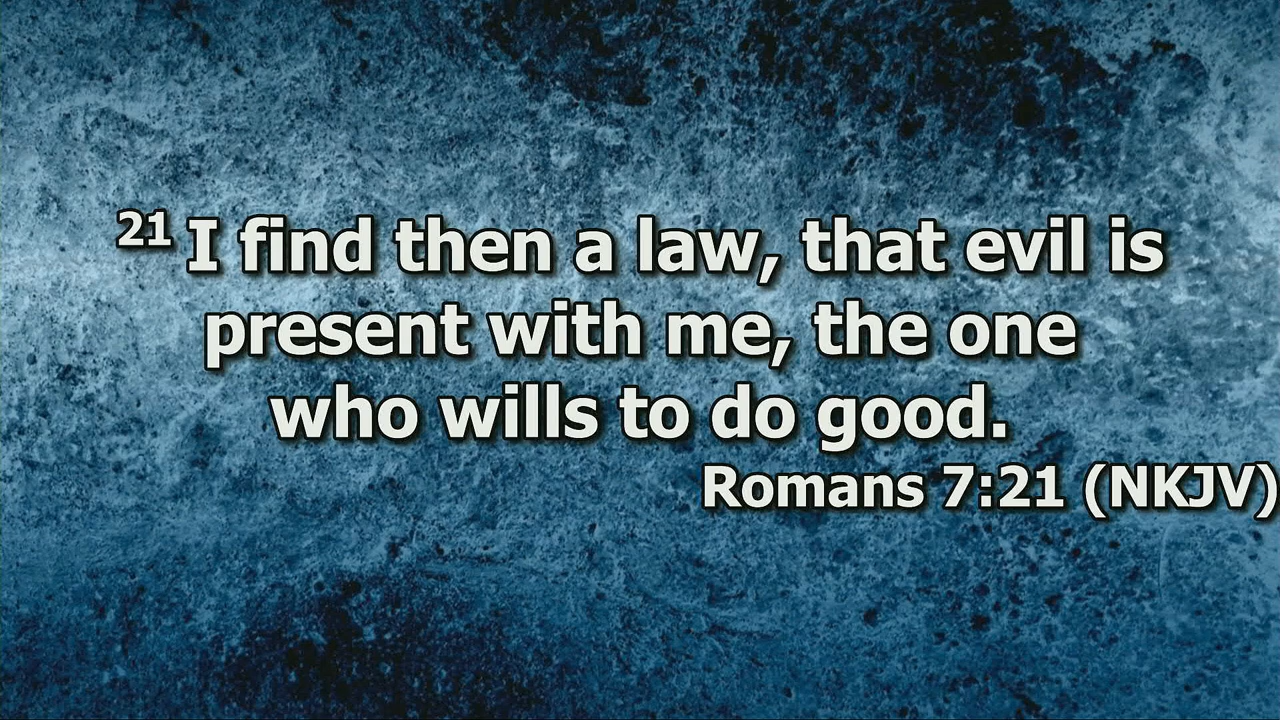 21 I find then a law, that evil is
present with me, the one
who wills to do good.
Romans 7:21 (NKJV)